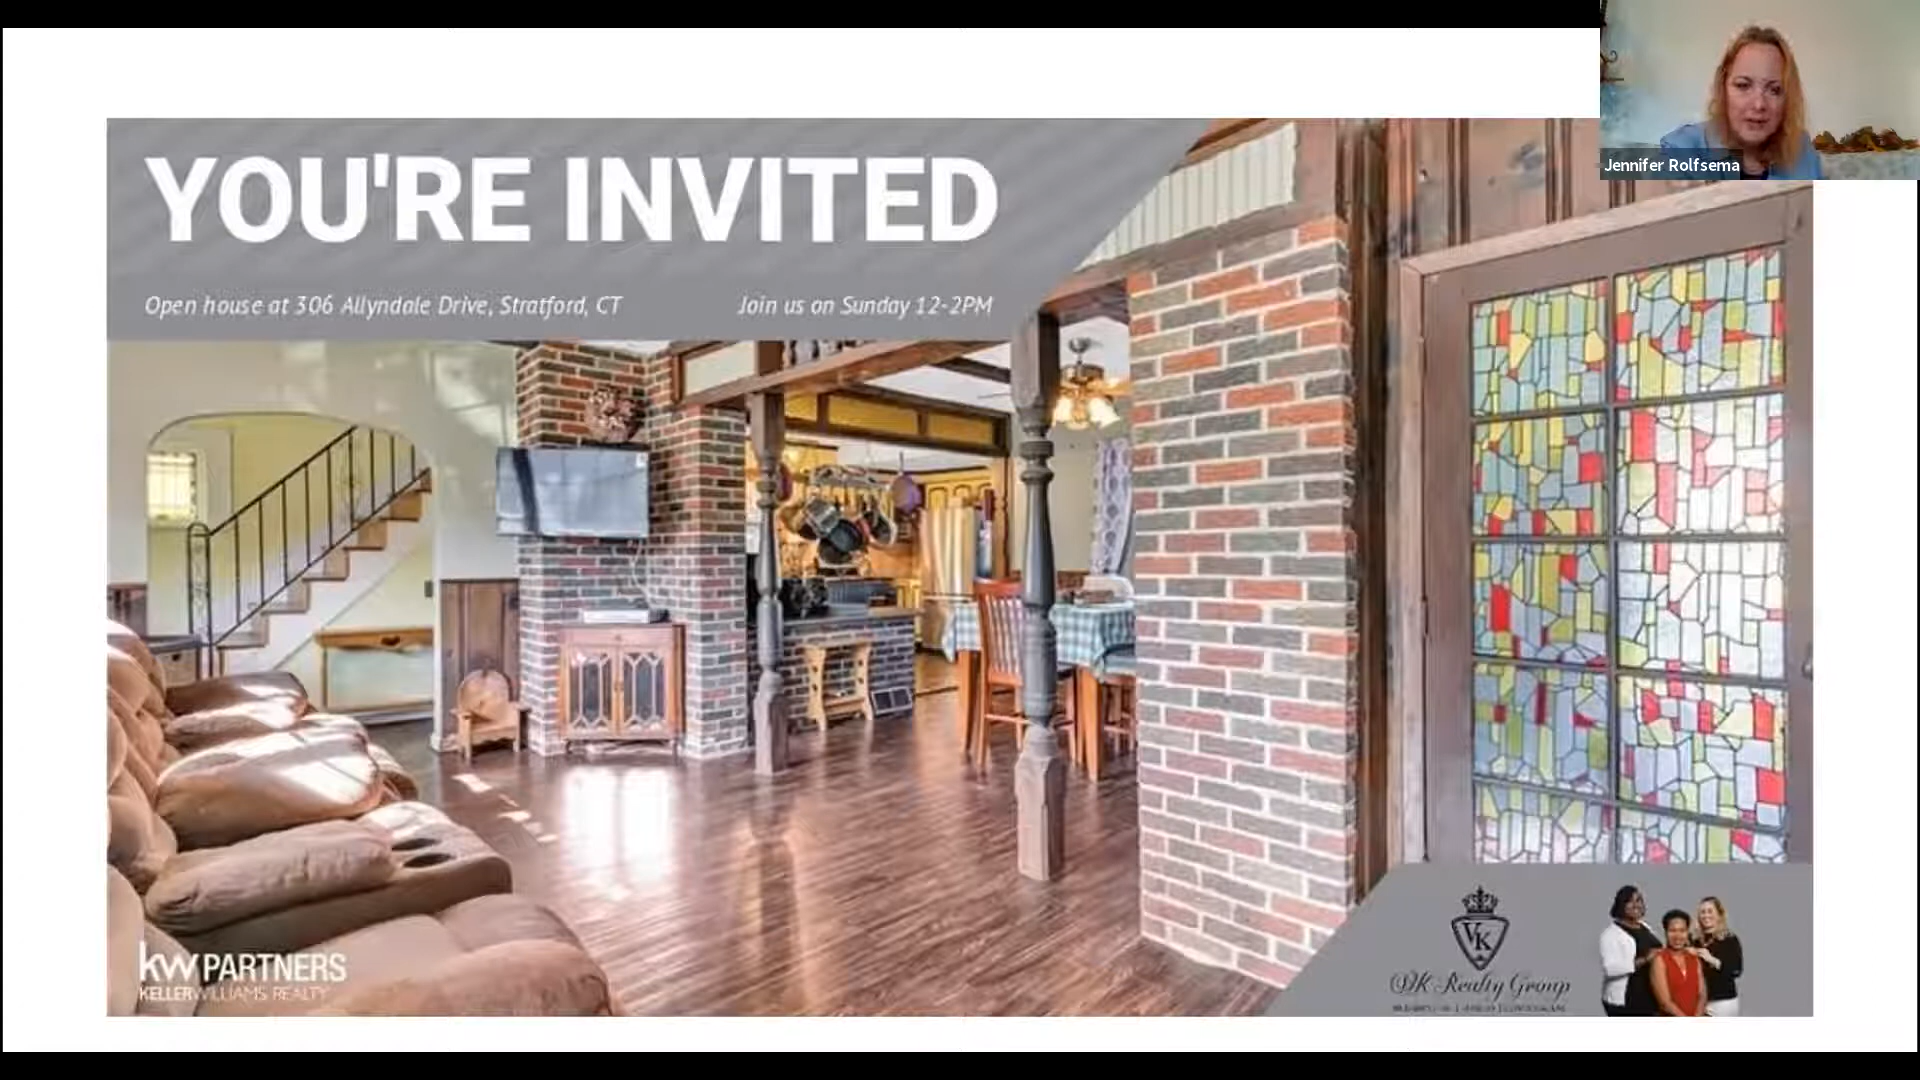 Jennifer Rolfsema
YOU'RE INVITED
Open house at 306 Allyndale Drive, Stratford, CT
Join us on Sunday 12-2PM
kw PARTNERS
KELLERWILLIAMS REALTY
VK
VK Realty Group